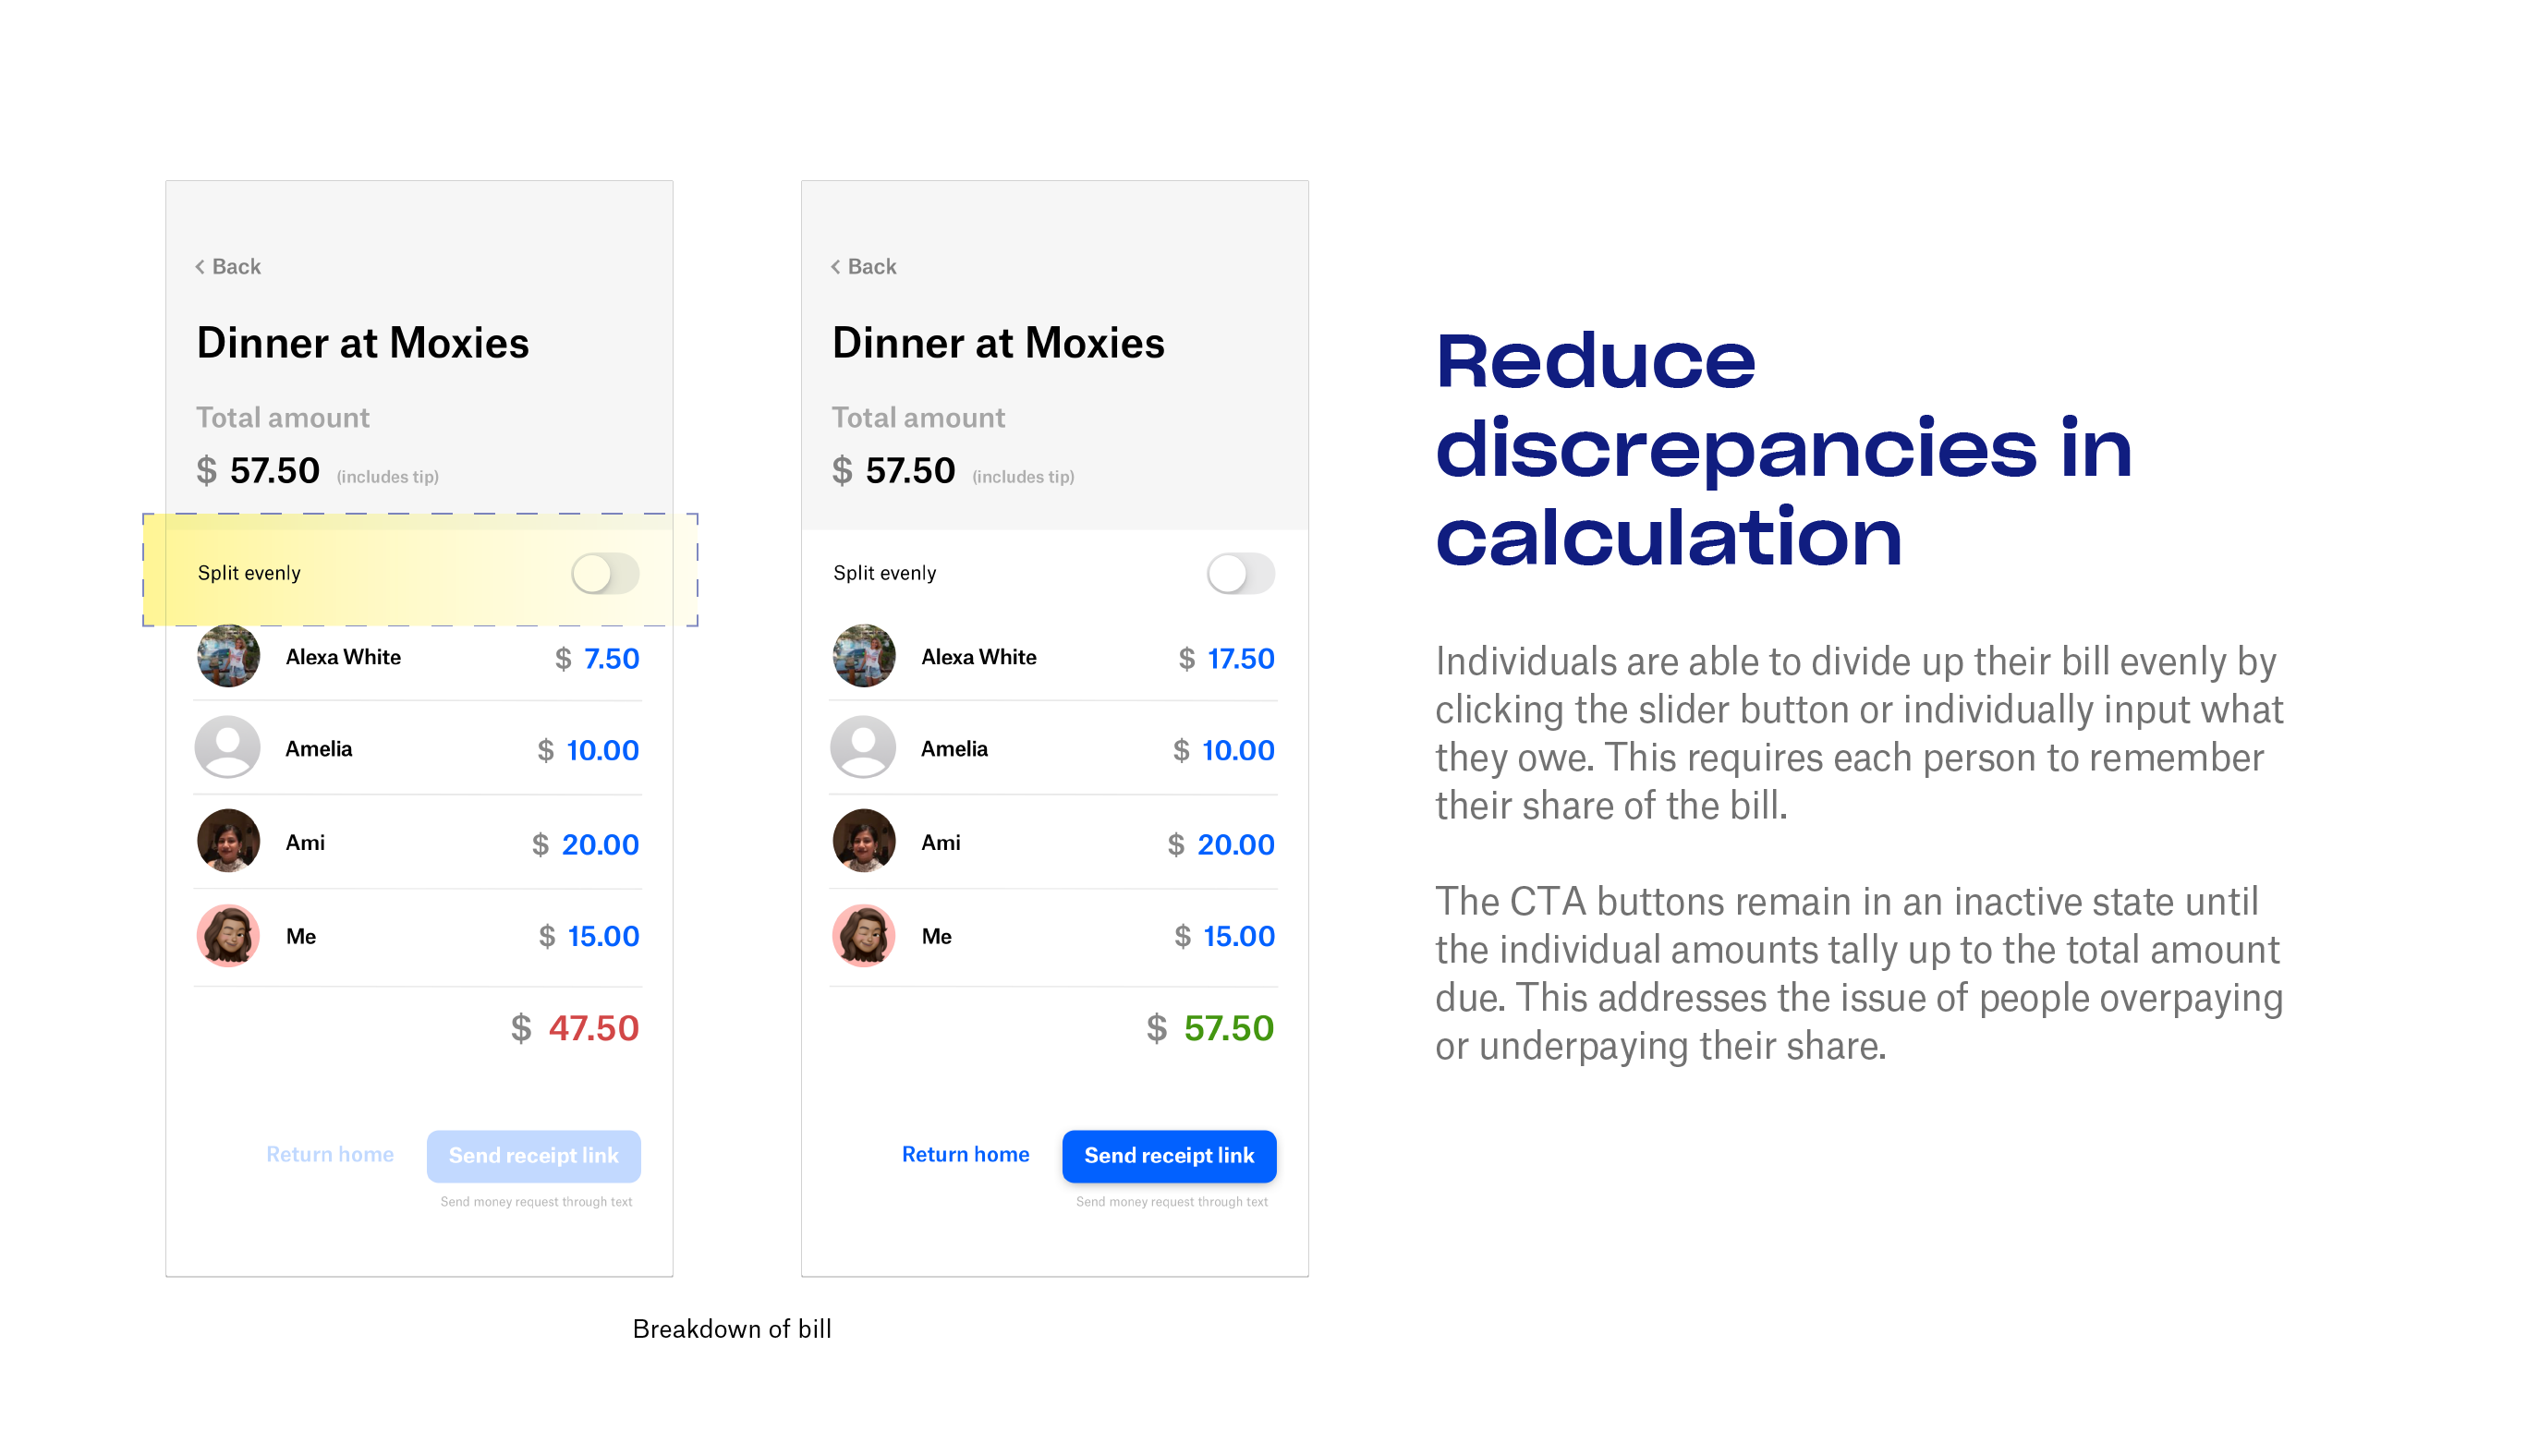 < Back
Dinner at Moxies
Total amount
$ 57.50 (includes tip)
Split evenly
Alexa White $ 7.50
Amelia $ 10.00
Ami $ 20.00
Me $ 15.00
$ 47.50
Return home Send receipt link
Send money request through text
< Back
Dinner at Moxies
Total amount
$ 57.50 (includes tip)
Split evenly
Alexa White $ 17.50
Amelia $ 10.00
Ami $ 20.00
Me $ 15.00
$ 57.50
Return home Send receipt link
Send money request through text
Breakdown of bill
Reduce
discrepancies in
calculation
Individuals are able to divide up their bill evenly by
clicking the slider button or individually input what
they owe. This requires each person to remember
their share of the bill.
The CTA buttons remain in an inactive state until
the individual amounts tally up to the total amount
due. This addresses the issue of people overpaying
or underpaying their share.